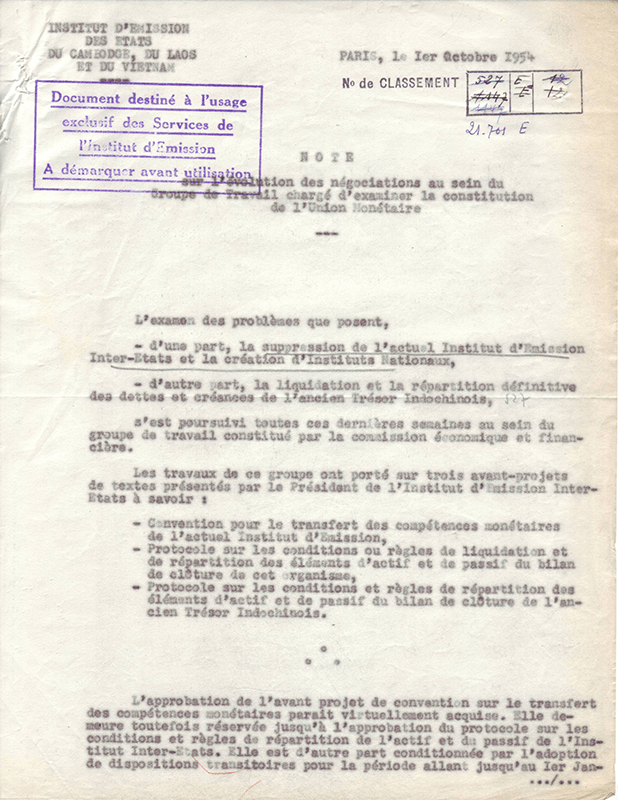 INSTITUT D'EMISSION
DES ETATS
DU CAMBODGE, DU LAOS
ET DU VIETNAM
PARIS, le 1er Octobre 1954
No de CLASSEMENT
527 E
1147 E
21.701 E
Document destiné à l'usage
exclusif des Services de
l'Institut d'Emission
A démarquer avant utilisation
N O T E
sur l'évolution des négociations au sein du
Groupe de Travail chargé d'examiner la constitution
de l'Union Monétaire
L'examen des problèmes que posent,
- d'une part, la suppression de l'actuel Institut d'Emission
Inter-Etats et la création d'Instituts Nationaux,
- d'autre part, la liquidation et la répartition définitive
des dettes et créances de l'ancien Trésor Indochinois, 527
s'est poursuivi toutes ces dernières semaines au sein du
groupe de travail constitué par la commission économique et finan-
cière.
Les travaux de ce groupe ont porté sur trois avant-projets
de textes présentés par le Président de l'Institut d'Emission Inter-
Etats à savoir :
- Convention pour le transfert des compétences monétaires
de l'actuel Institut d'Emission,
- Protocole sur les conditions ou règles de liquidation et
de répartition des éléments d'actif et de passif du bilan
de clôture de cet organisme,
- Protocole sur les conditions et règles de répartition des
éléments d'actif et de passif du bilan de clôture de l'an-
cien Trésor Indochinois.
L'approbation de l'avant projet de convention sur le transfert
des compétences monétaires parait virtuellement acquise. Elle de-
meure toutefois réservée jusqu'à l'approbation du protocole sur les
conditions et règles de répartition de l'actif et du passif de l'Ins-
titut Inter-Etats. Elle est d'autre part conditionnée par l'adoption
de dispositions transitoires pour la période allant jusqu'au 1er Jan-
.../...